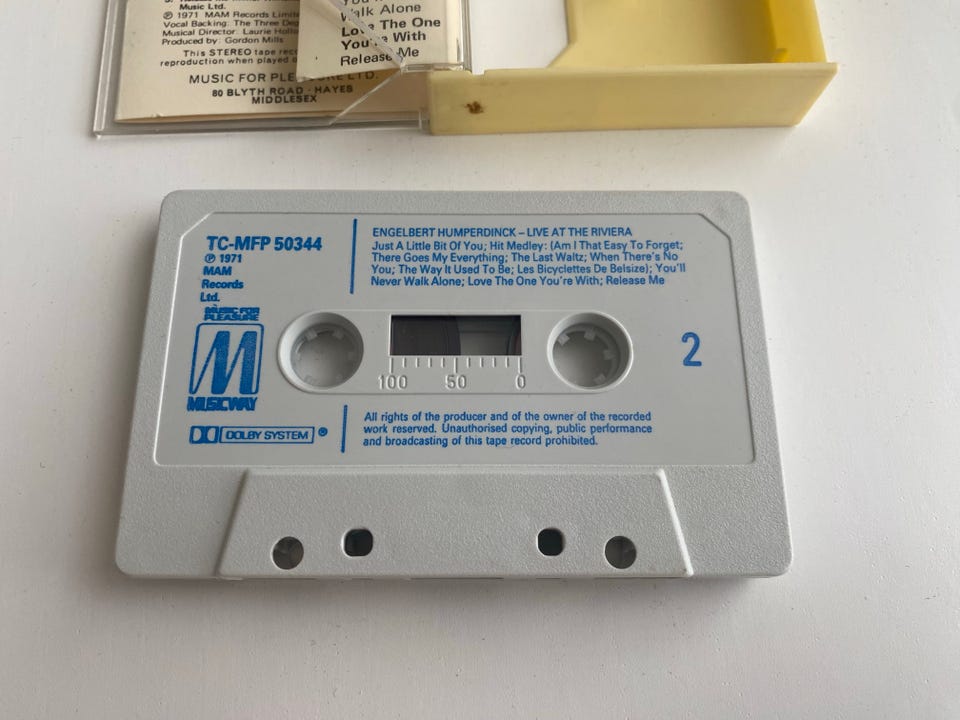 Music Ltd.
℗ 1971 MAM Records Limite
Vocal Backing: The Three Deg
Musical Director: Laurie Hollo
Produced by: Gordon Mills
This STEREO tape reco
reproduction when played o
MUSIC FOR PLEASURE LTD.
80 BLYTH ROAD · HAYES
MIDDLESEX
Walk Alone
Love The One
You're With
Release Me
TC-MFP 50344
℗ 1971
MAM
Records
Ltd.
MUSIC FOR
PLEASURE
M
MUSICWAY
DOLBY SYSTEM ®
ENGELBERT HUMPERDINCK – LIVE AT THE RIVIERA
Just A Little Bit Of You; Hit Medley: (Am I That Easy To Forget;
There Goes My Everything; The Last Waltz; When There's No
You; The Way It Used To Be; Les Bicyclettes De Belsize); You'll
Never Walk Alone; Love The One You're With; Release Me
100 50 0
2
All rights of the producer and of the owner of the recorded
work reserved. Unauthorised copying, public performance
and broadcasting of this tape record prohibited.